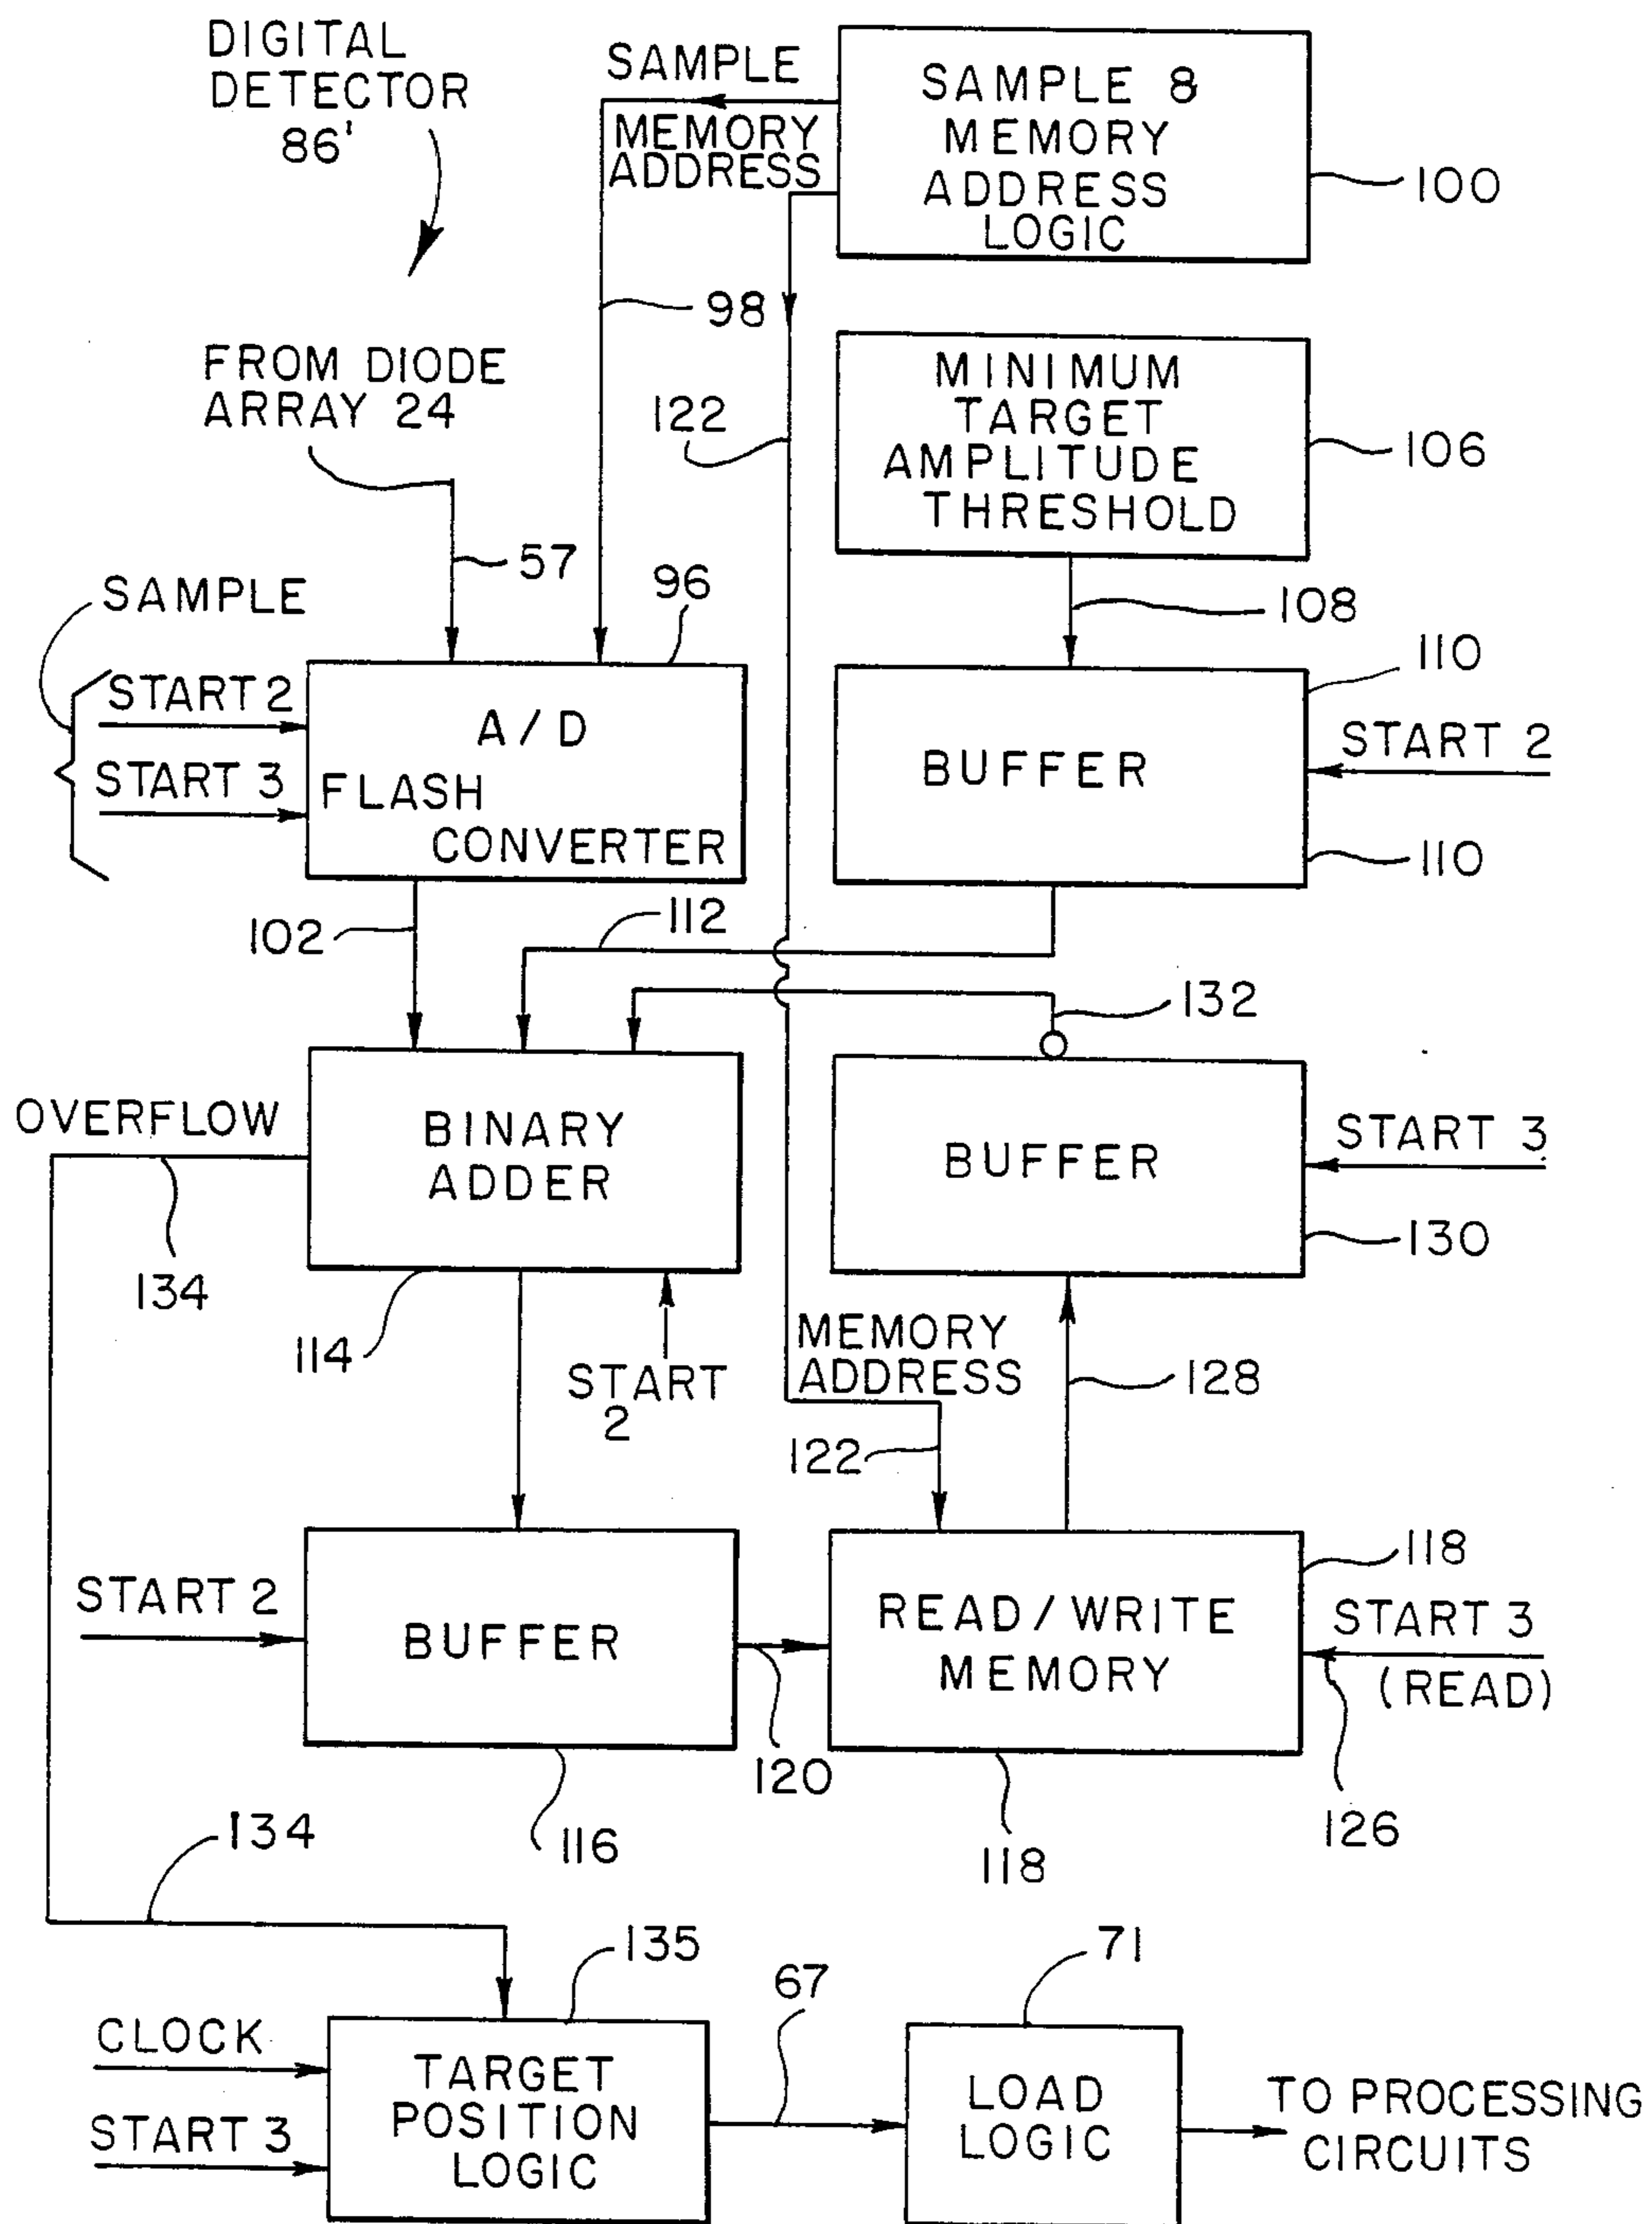 DIGITAL
DETECTOR
86'
SAMPLE
MEMORY
ADDRESS
SAMPLE 8
MEMORY
ADDRESS
LOGIC
100
98
FROM DIODE
ARRAY 24
122
MINIMUM
TARGET
AMPLITUDE
THRESHOLD
106
57
96
108
SAMPLE
START 2
START 3
A/D
FLASH
CONVERTER
110
BUFFER
START 2
110
102
112
132
OVERFLOW
BINARY
ADDER
BUFFER
START 3
130
134
114
START
2
MEMORY
ADDRESS
128
122
START 2
BUFFER
READ/WRITE
MEMORY
118
START 3
(READ)
120
126
116
118
134
135
67
71
CLOCK
START 3
TARGET
POSITION
LOGIC
LOAD
LOGIC
TO PROCESSING
CIRCUITS